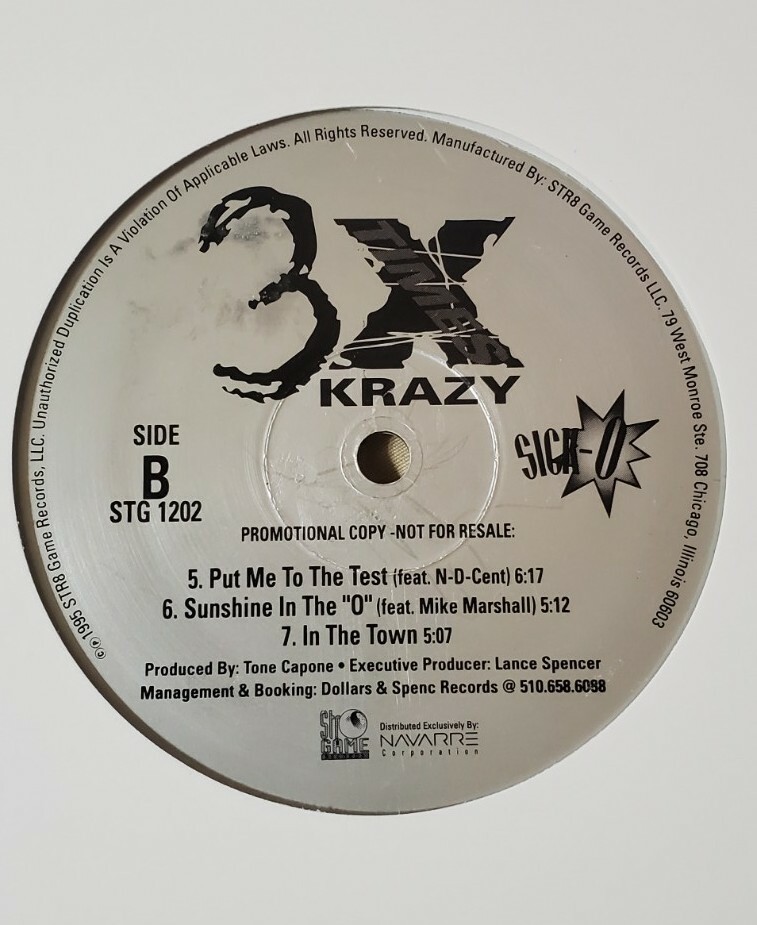 ℗© 1995 STR8 Game Records, LLC. Unauthorized Duplication Is A Violation Of Applicable Laws. All Rights Reserved. Manufactured By: STR8 Game Records LLC. 79 West Monroe Ste. 708 Chicago, Illinois 60603
3X
TIMES
KRAZY
SIDE
B
STG 1202
SICK-O
PROMOTIONAL COPY -NOT FOR RESALE:
5. Put Me To The Test (feat. N-D-Cent) 6:17
6. Sunshine In The "O" (feat. Mike Marshall) 5:12
7. In The Town 5:07
Produced By: Tone Capone • Executive Producer: Lance Spencer
Management & Booking: Dollars & Spenc Records @ 510.658.6098
Str8
GAME
RECORDS
Distributed Exclusively By:
NAVARRE
Corporation